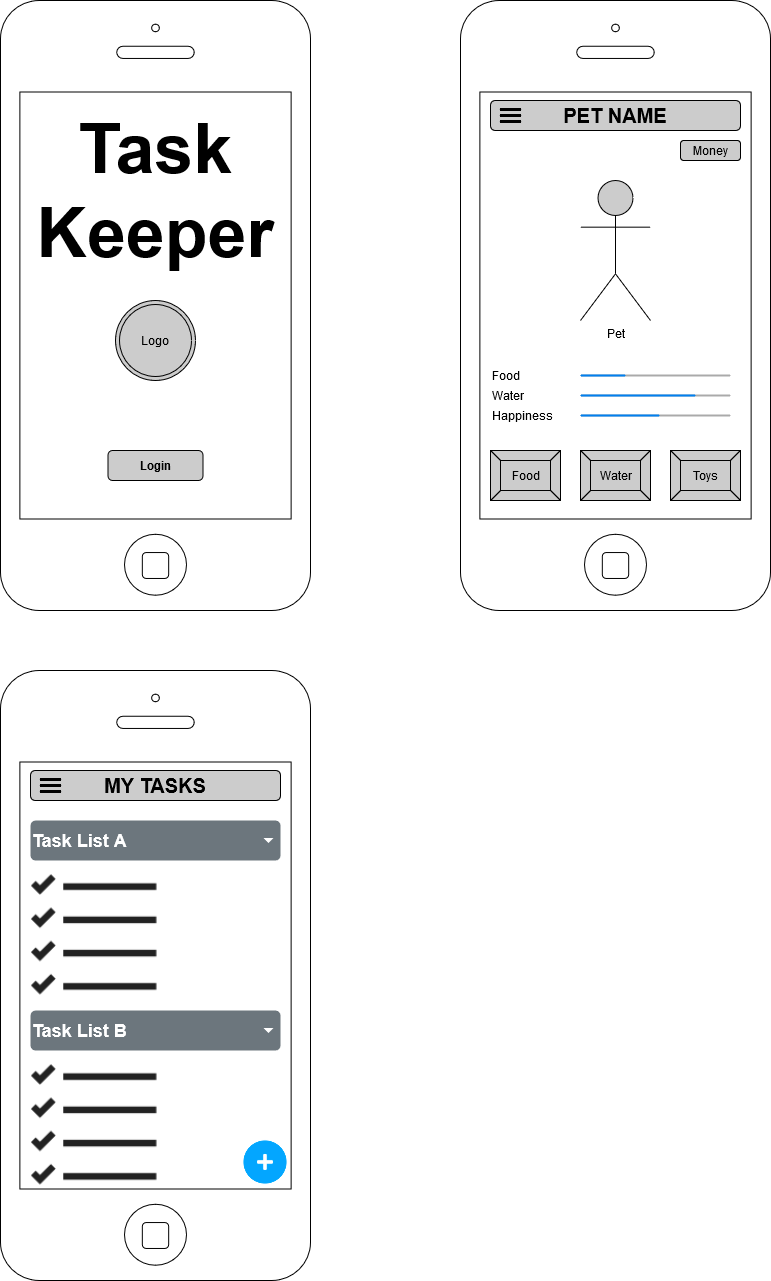 Task
Keeper
Logo
Login
PET NAME
Money
Pet
Food
Water
Happiness
Food
Water
Toys
MY TASKS
Task List A
Task List B